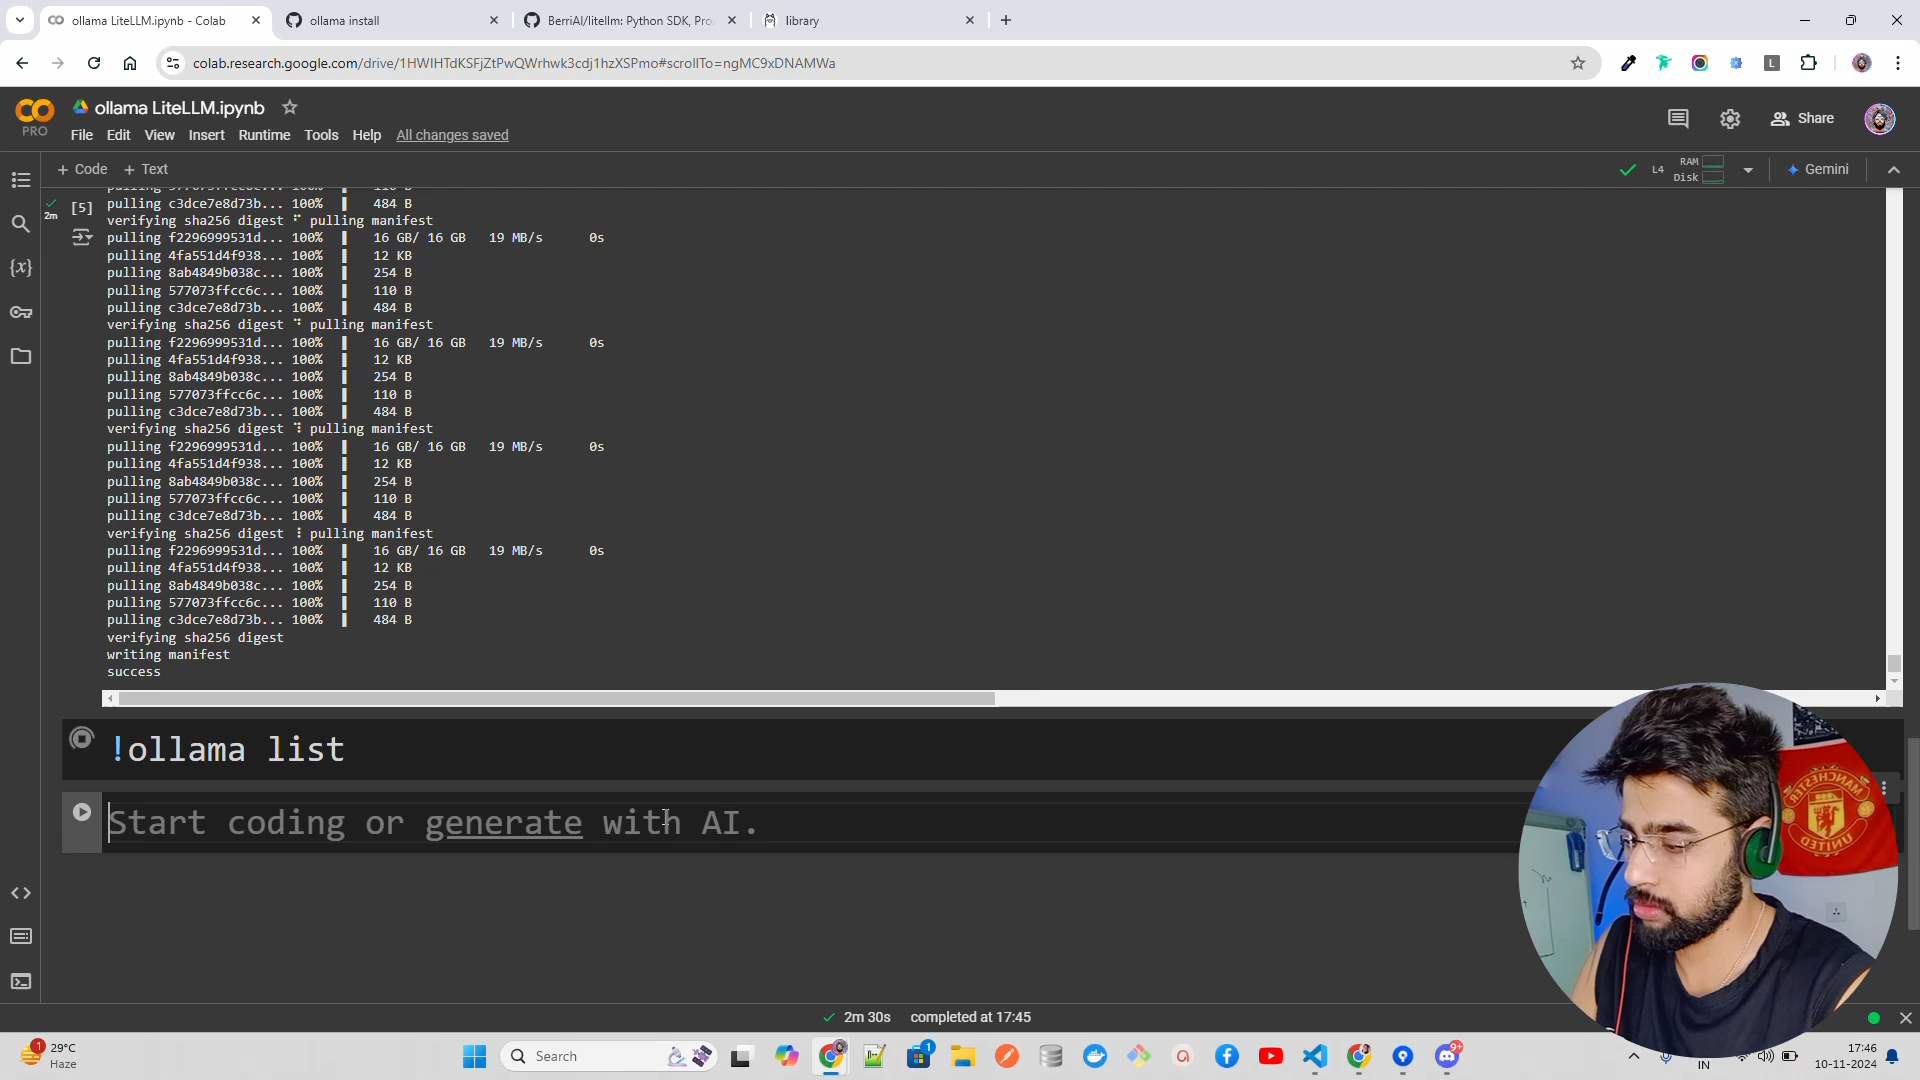 ollama LiteLLM.ipynb - Colab
ollama install
BerriAI/litellm: Python SDK, Pro
library
colab.research.google.com/drive/1HWIHTdKSFjZtPwQWrhwk3cdj1hzXSPmo#scrollTo=ngMC9xDNAMWa
L
CO
PRO
ollama LiteLLM.ipynb
File Edit View Insert Runtime Tools Help All changes saved
Share
+ Code + Text
L4
RAM
Disk
Gemini
2m
[5]
pulling c3dce7e8d73b... 100% 484 B
verifying sha256 digest pulling manifest
pulling f2296999531d... 100% 16 GB/ 16 GB 19 MB/s 0s
pulling 4fa551d4f938... 100% 12 KB
pulling 8ab4849b038c... 100% 254 B
pulling 577073ffcc6c... 100% 110 B
pulling c3dce7e8d73b... 100% 484 B
verifying sha256 digest pulling manifest
pulling f2296999531d... 100% 16 GB/ 16 GB 19 MB/s 0s
pulling 4fa551d4f938... 100% 12 KB
pulling 8ab4849b038c... 100% 254 B
pulling 577073ffcc6c... 100% 110 B
pulling c3dce7e8d73b... 100% 484 B
verifying sha256 digest pulling manifest
pulling f2296999531d... 100% 16 GB/ 16 GB 19 MB/s 0s
pulling 4fa551d4f938... 100% 12 KB
pulling 8ab4849b038c... 100% 254 B
pulling 577073ffcc6c... 100% 110 B
pulling c3dce7e8d73b... 100% 484 B
verifying sha256 digest pulling manifest
pulling f2296999531d... 100% 16 GB/ 16 GB 19 MB/s 0s
pulling 4fa551d4f938... 100% 12 KB
pulling 8ab4849b038c... 100% 254 B
pulling 577073ffcc6c... 100% 110 B
pulling c3dce7e8d73b... 100% 484 B
verifying sha256 digest
writing manifest
success
!ollama list
Start coding or generate with AI.
MANCHESTER
UNITED
2m 30s completed at 17:45
1
29°C
Haze
Search
1
9+
IN
17:46
10-11-2024